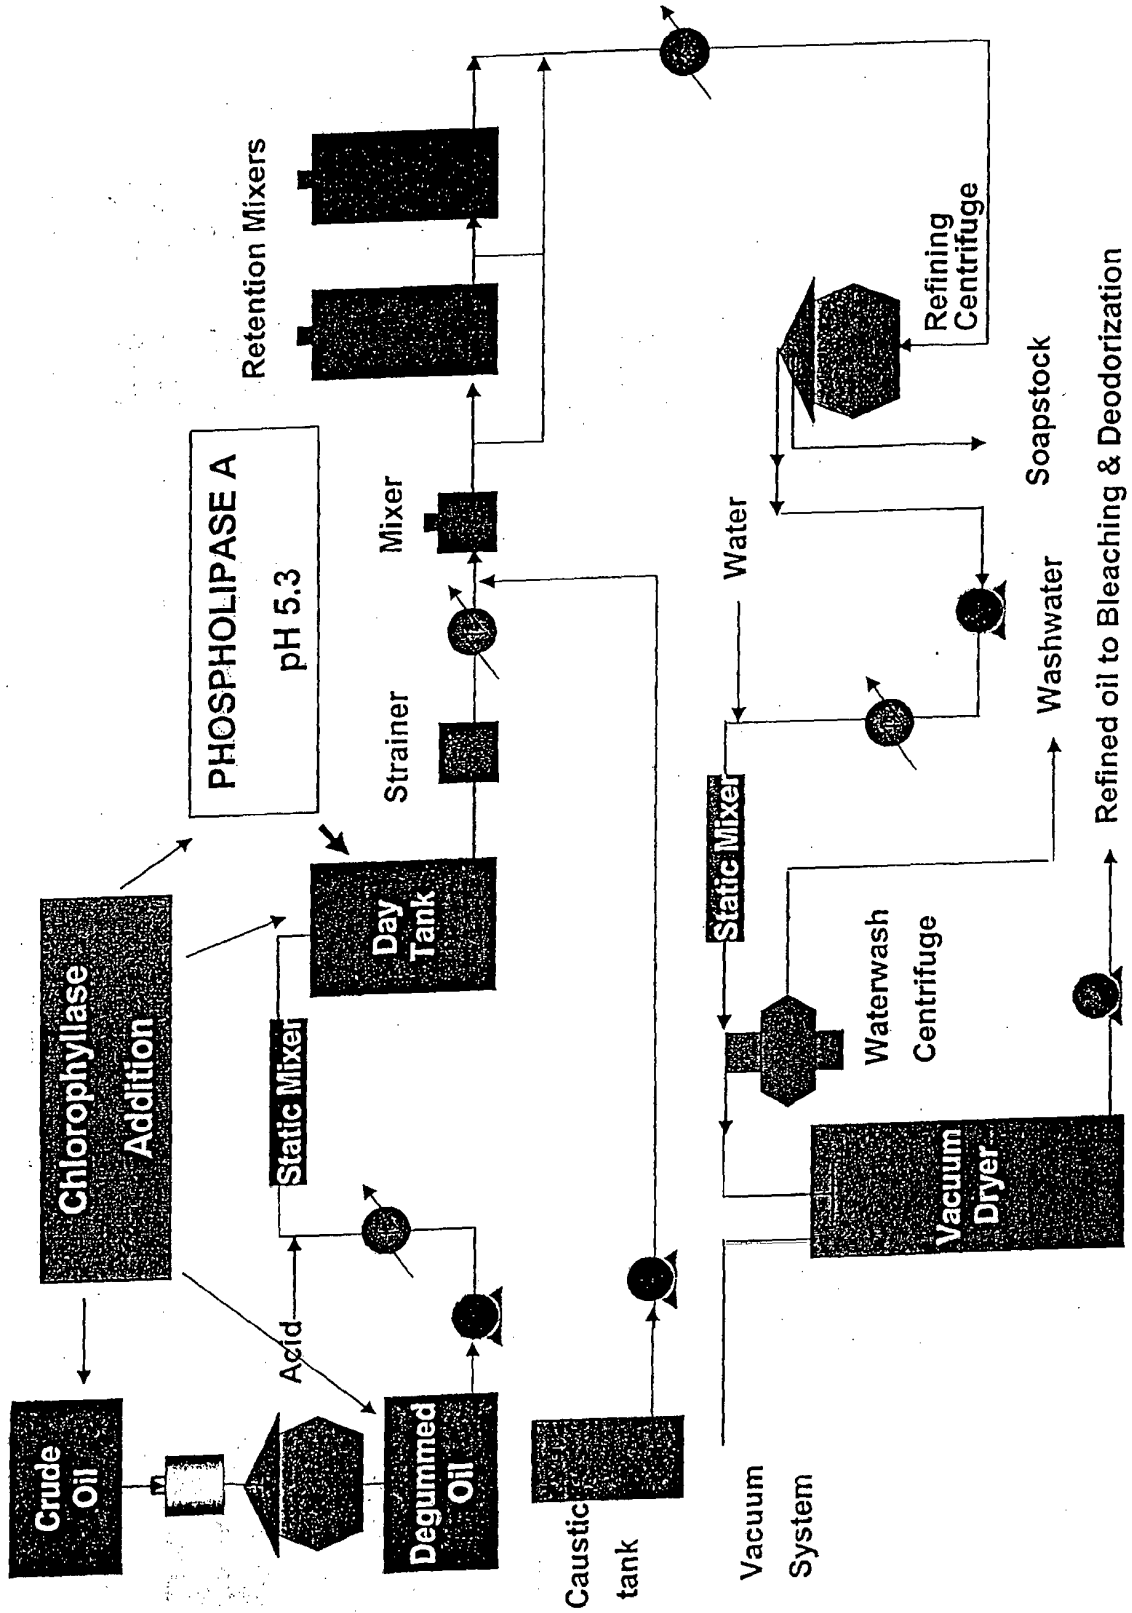 Chlorophyllase
Addition
Crude
Oil
PHOSPHOLIPASE A
pH 5.3
Retention Mixers
Acid
Static Mixer
Day
Tank
Strainer
Mixer
Degummed
Oil
Caustic
tank
Water
Static Mixer
Refining
Centrifuge
Vacuum
System
Waterwash
Centrifuge
Vacuum
Dryer
Soapstock
Washwater
Refined oil to Bleaching & Deodorization